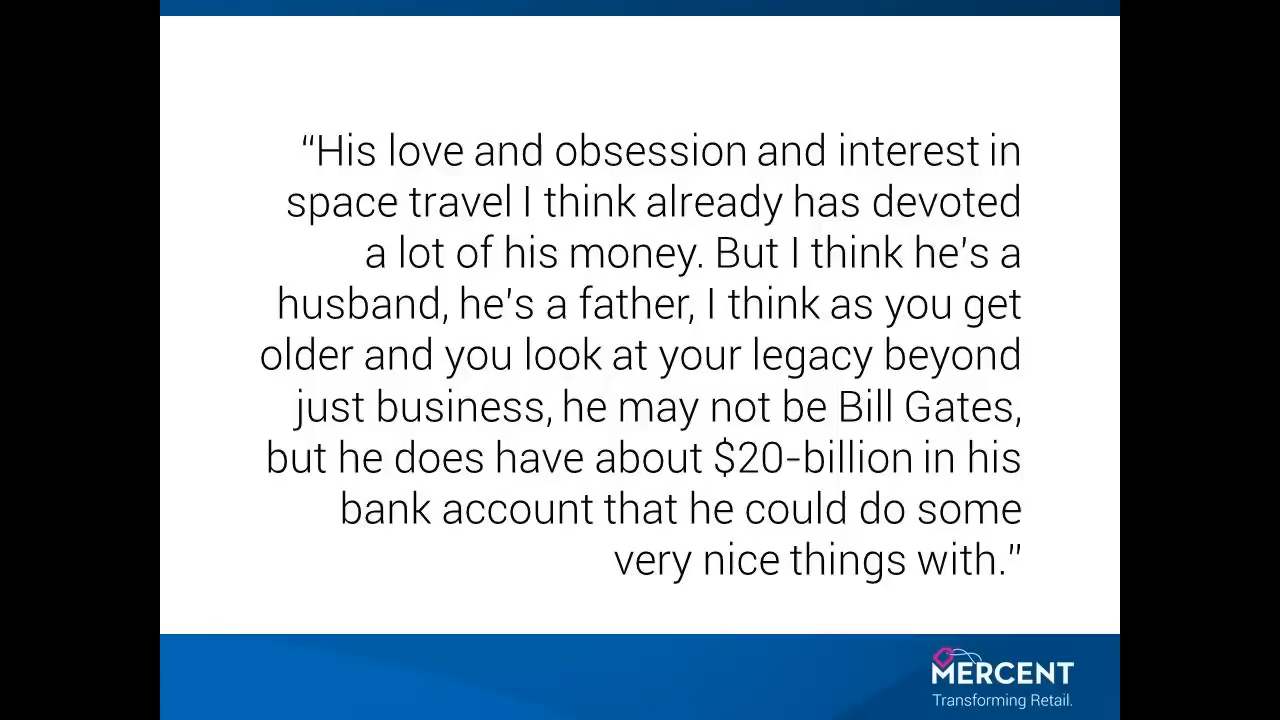 “His love and obsession and interest in
space travel I think already has devoted
a lot of his money. But I think he’s a
husband, he’s a father, I think as you get
older and you look at your legacy beyond
just business, he may not be Bill Gates,
but he does have about $20-billion in his
bank account that he could do some
very nice things with.”
MERCENT
Transforming Retail.